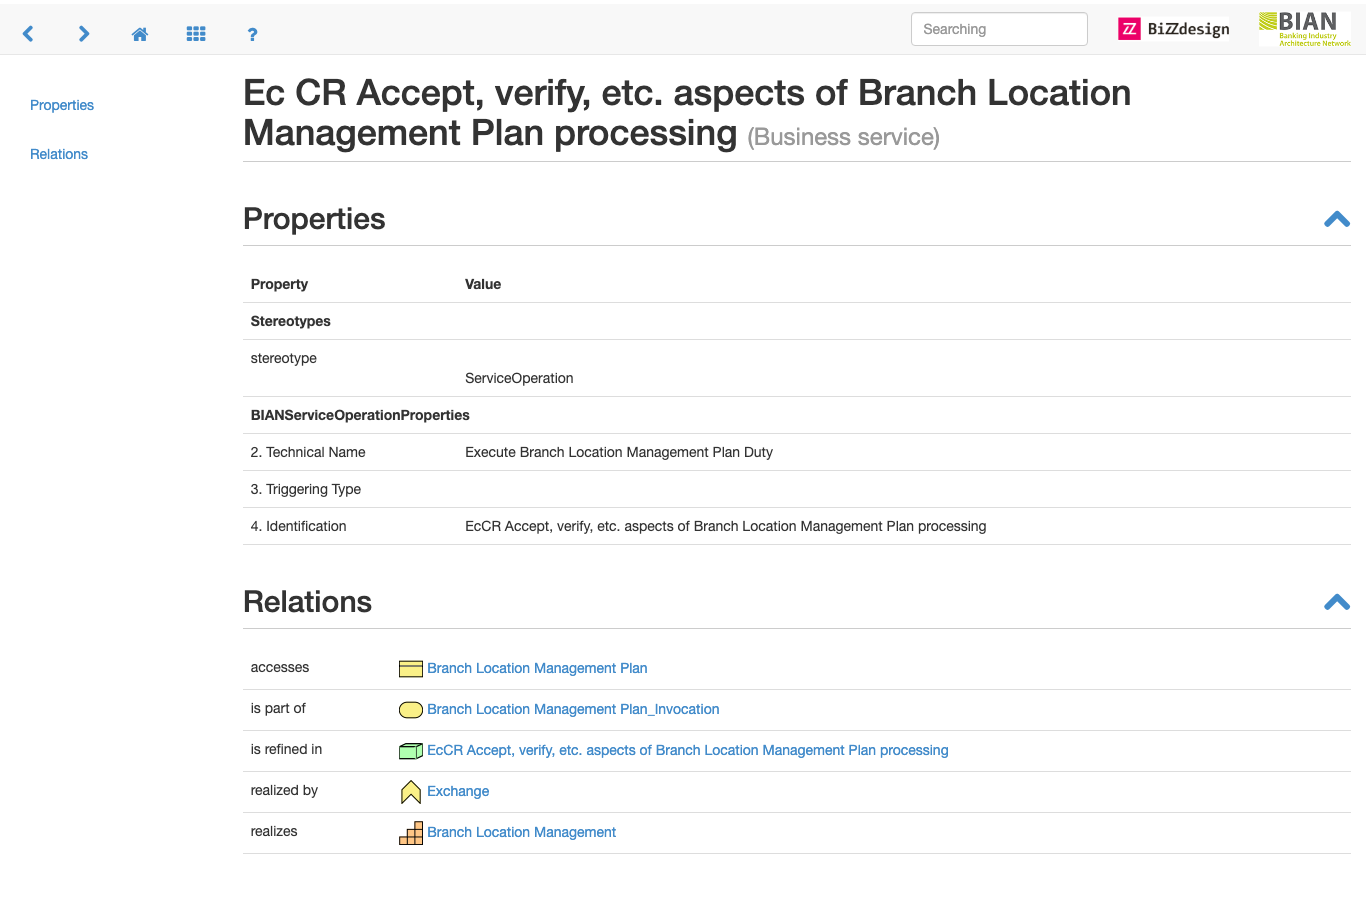 ?
Searching
ZZ BiZZdesign
BIAN
Banking Industry
Architecture Network
Properties
Relations
Ec CR Accept, verify, etc. aspects of Branch Location
Management Plan processing (Business service)
Properties
Property Value
Stereotypes
stereotype
ServiceOperation
BIANServiceOperationProperties
2. Technical Name Execute Branch Location Management Plan Duty
3. Triggering Type
4. Identification EcCR Accept, verify, etc. aspects of Branch Location Management Plan processing
Relations
accesses Branch Location Management Plan
is part of Branch Location Management Plan_Invocation
is refined in EcCR Accept, verify, etc. aspects of Branch Location Management Plan processing
realized by Exchange
realizes Branch Location Management